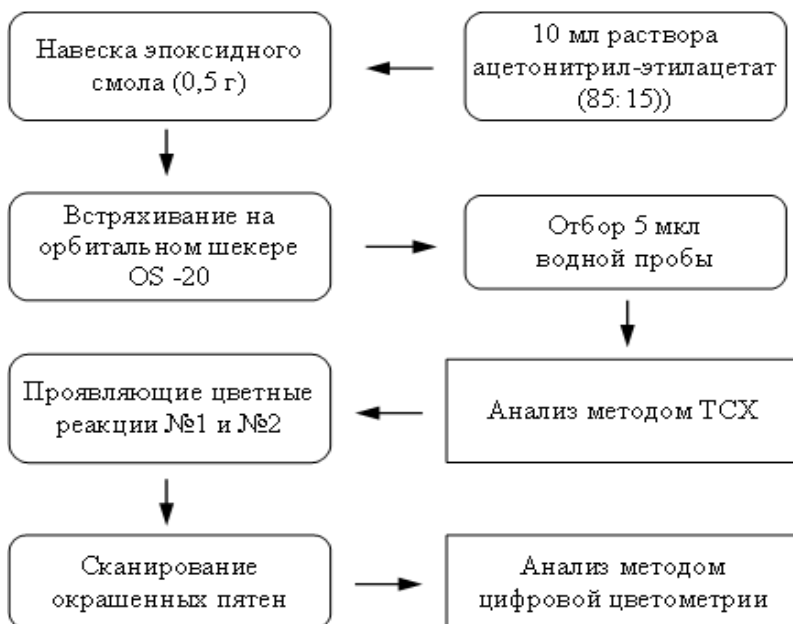 Навеска эпоксидного
смола (0,5 г)
10 мл раствора
ацетонитрил-этилацетат
(85:15))
Встряхивание на
орбитальном шекере
OS -20
Отбор 5 мкл
водной пробы
Проявляющие цветные
реакции №1 и №2
Анализ методом ТСХ
Сканирование
окрашенных пятен
Анализ методом
цифровой цветометрии